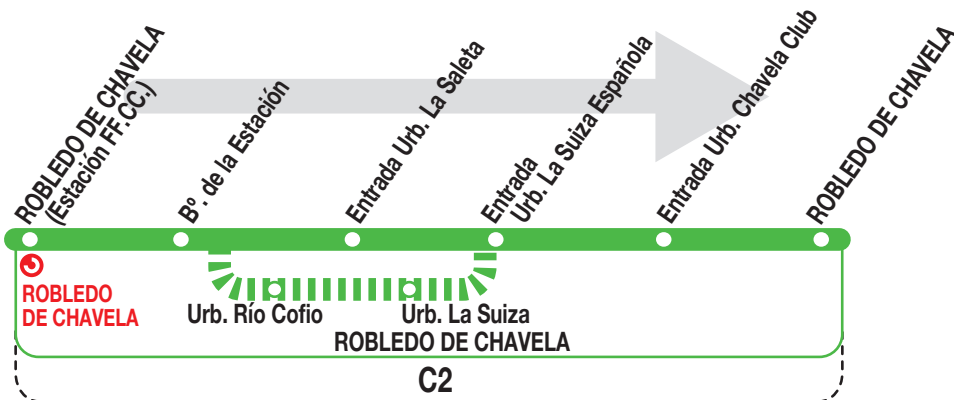 ROBLEDO DE CHAVELA
(Estación FF.CC.)
Bº. de la Estación
Entrada Urb. La Saleta
Entrada
Urb. La Suiza Española
Entrada Urb. Chavela Club
ROBLEDO DE CHAVELA
ROBLEDO
DE CHAVELA
Urb. Río Cofio
Urb. La Suiza
ROBLEDO DE CHAVELA
C2